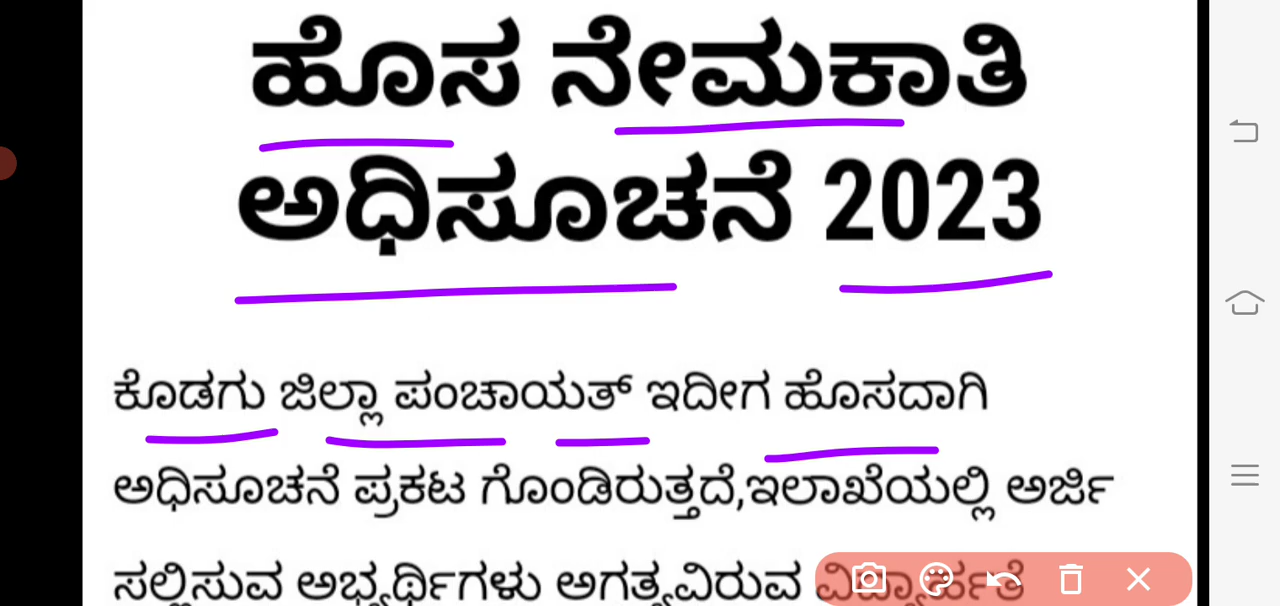 ಹೊಸ ನೇಮಕಾತಿ
ಅಧಿಸೂಚನೆ 2023
ಕೊಡಗು ಜಿಲ್ಲಾ ಪಂಚಾಯತ್ ಇದೀಗ ಹೊಸದಾಗಿ
ಅಧಿಸೂಚನೆ ಪ್ರಕಟ ಗೊಂಡಿರುತ್ತದೆ,ಇಲಾಖೆಯಲ್ಲಿ ಅರ್ಜಿ
ಸಲ್ಲಿಸುವ ಅಭ್ಯರ್ಥಿಗಳು ಅಗತ್ಯವಿರುವ